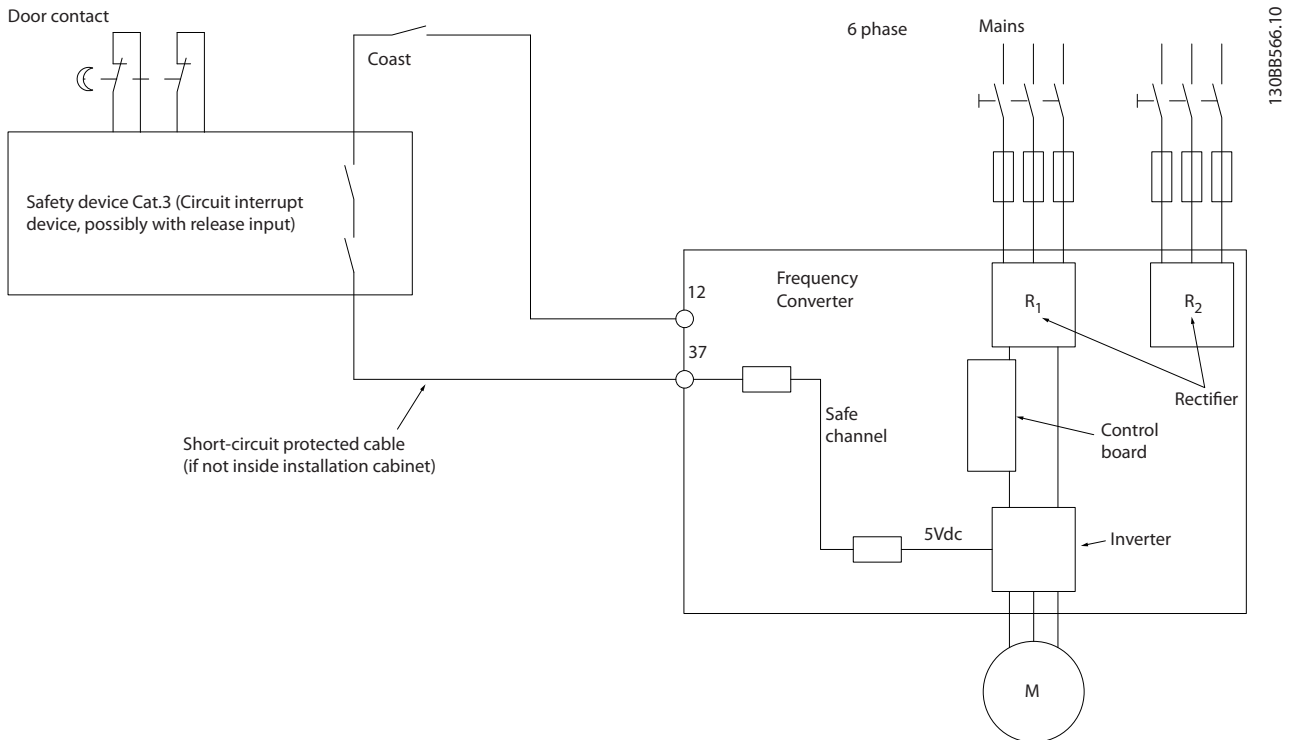 Door contact
Coast
6 phase
Mains
130BB566.10
Safety device Cat.3 (Circuit interrupt
device, possibly with release input)
12
Frequency
Converter
R1
R2
37
Rectifier
Safe
channel
Control
board
Short-circuit protected cable
(if not inside installation cabinet)
5Vdc
Inverter
M